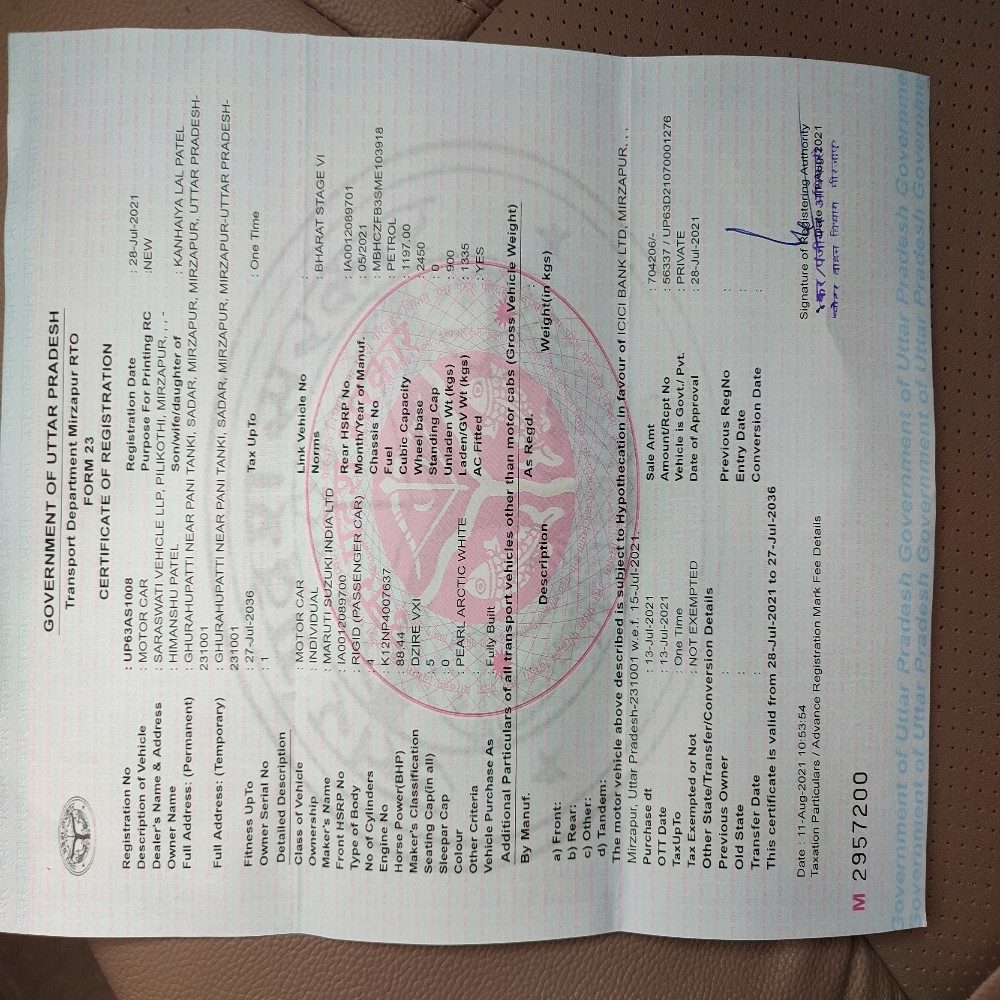 GOVERNMENT OF UTTAR PRADESH
Transport Department Mirzapur RTO
FORM 23
CERTIFICATE OF REGISTRATION
Registration No : UP63AS1008 Registration Date : 28-Jul-2021
Description of Vehicle : MOTOR CAR Purpose For Printing RC :NEW
Dealer's Name & Address : SARASWATI VEHICLE LLP, PILIKOTHI, MIRZAPUR, , , -
Owner Name : HIMANSHU PATEL Son/wife/daughter of : KANHAIYA LAL PATEL
Full Address: (Permanent) : GHURAHUPATTI NEAR PANI TANKI, SADAR, MIRZAPUR, MIRZAPUR, UTTAR PRADESH-
231001
Full Address: (Temporary) : GHURAHUPATTI NEAR PANI TANKI, SADAR, MIRZAPUR, MIRZAPUR-UTTAR PRADESH-
231001
Fitness UpTo : 27-Jul-2036 Tax UpTo : One Time
Owner Serial No : 1
Detailed Description
Class of Vehicle : MOTOR CAR Link Vehicle No :
Ownership : INDIVIDUAL Norms : BHARAT STAGE VI
Maker's Name : MARUTI SUZUKI INDIA LTD
Front HSRP No : IA0012089700 Rear HSRP No : IA0012089701
Type of Body : RIGID (PASSENGER CAR) Month/Year of Manuf. : 05/2021
No of Cylinders : 4 Chassis No : MBHCZFB3SME103918
Engine No : K12NP4007637 Fuel : PETROL
Horse Power(BHP) : 88.44 Cubic Capacity : 1197.00
Maker's Classification : DZIRE VXI Wheel base : 2450
Seating Cap(in all) : 5 Standing Cap : 0
Sleeper Cap : 0 Unladen Wt (kgs) : 900
Colour : PEARL ARCTIC WHITE Laden/GV Wt (kgs) : 1335
Other Criteria : AC Fitted : YES
Vehicle Purchase As : Fully Built
Additional Particulars of all transport vehicles other than motor cabs (Gross Vehicle Weight)
By Manuf. : As Regd. :
Description Weight(in kgs)
a) Front:
b) Rear:
c) Other:
d) Tandem:
The motor vehicle above described is subject to Hypothecation in favour of ICICI BANK LTD, MIRZAPUR, , ,
Mirzapur, Uttar Pradesh-231001 w.e.f. 15-Jul-2021.
Purchase dt : 13-Jul-2021 Sale Amt : 704206/-
OTT Date : 13-Jul-2021 Amount/Rcpt No : 56337 / UP63D21070001276
TaxUpTo : One Time Vehicle is Govt./ Pvt. : PRIVATE
Tax Exempted or Not : NOT EXEMPTED Date of Approval : 28-Jul-2021
Other State/Transfer/Conversion Details
Previous Owner : Previous RegNo :
Old State : Entry Date :
Transfer Date : Conversion Date :
This certificate is valid from 28-Jul-2021 to 27-Jul-2036
Date : 11-Aug-2021 10:53:54 Signature of Registering Authority
Taxation Particulars / Advance Registration Mark Fee Details
M 2957200
Government of Uttar Pradesh Government of Uttar Pradesh Governme
Government of Uttar Pradesh Government of Uttar Pradesh Governme